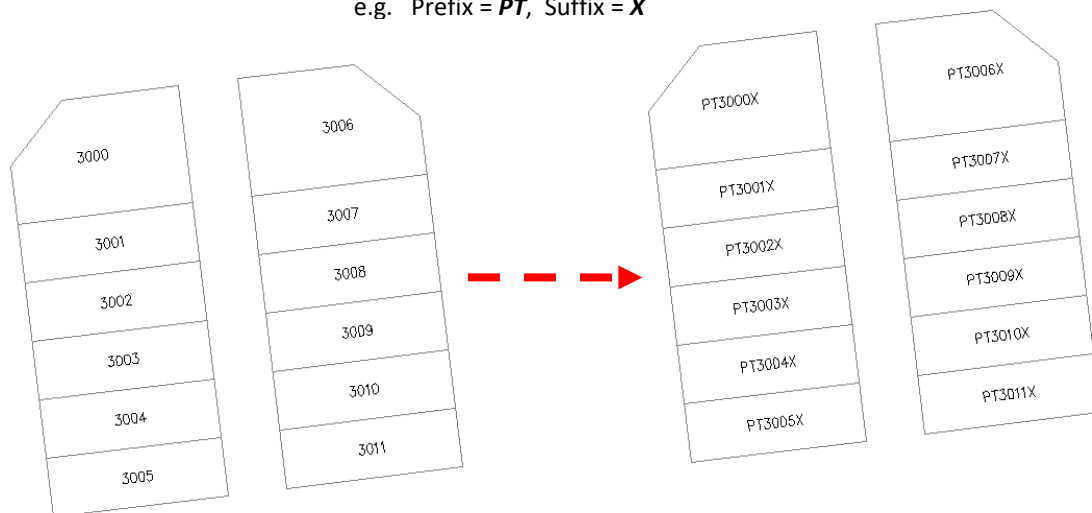 e.g. Prefix = PT, Suffix = X
3000
3001
3002
3003
3004
3005
3006
3007
3008
3009
3010
3011
PT3000X
PT3001X
PT3002X
PT3003X
PT3004X
PT3005X
PT3006X
PT3007X
PT3008X
PT3009X
PT3010X
PT3011X